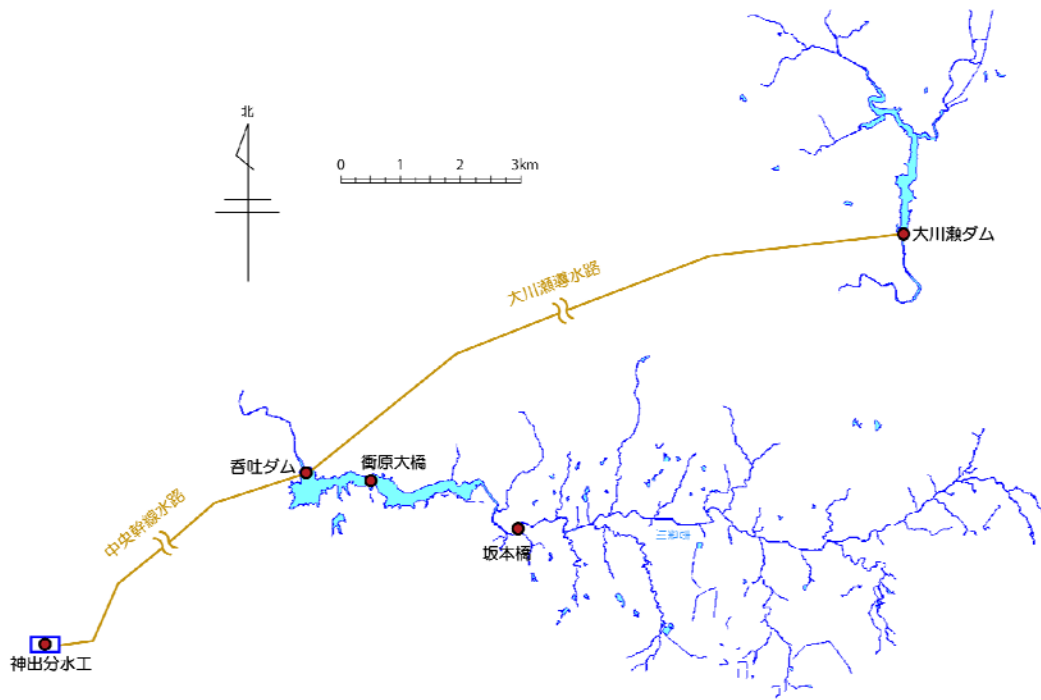 北
0 1 2 3km
大川瀬ダム
大川瀬導水路
呑吐ダム
衝原大橋
中央幹線水路
坂本橋
神出分水工